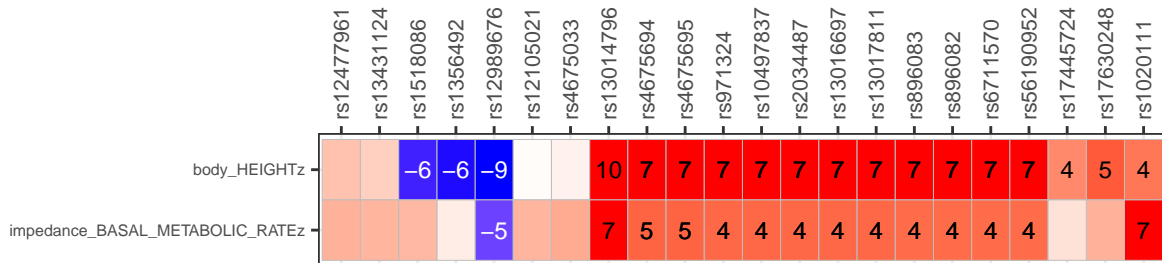 rs12477961
rs13431124
rs1518086
rs1356492
rs12989676
rs12105021
rs4675033
rs13014796
rs4675694
rs4675695
rs971324
rs10497837
rs2034487
rs13016697
rs13017811
rs896083
rs896082
rs6711570
rs56190952
rs17445724
rs17630248
rs10201111
body_HEIGHTz −6 −6 −9 10 7 7 7 7 7 7 7 7 7 7 7 4 5 4
impedance_BASAL_METABOLIC_RATEz −5 7 5 5 4 4 4 4 4 4 4 4 4 7